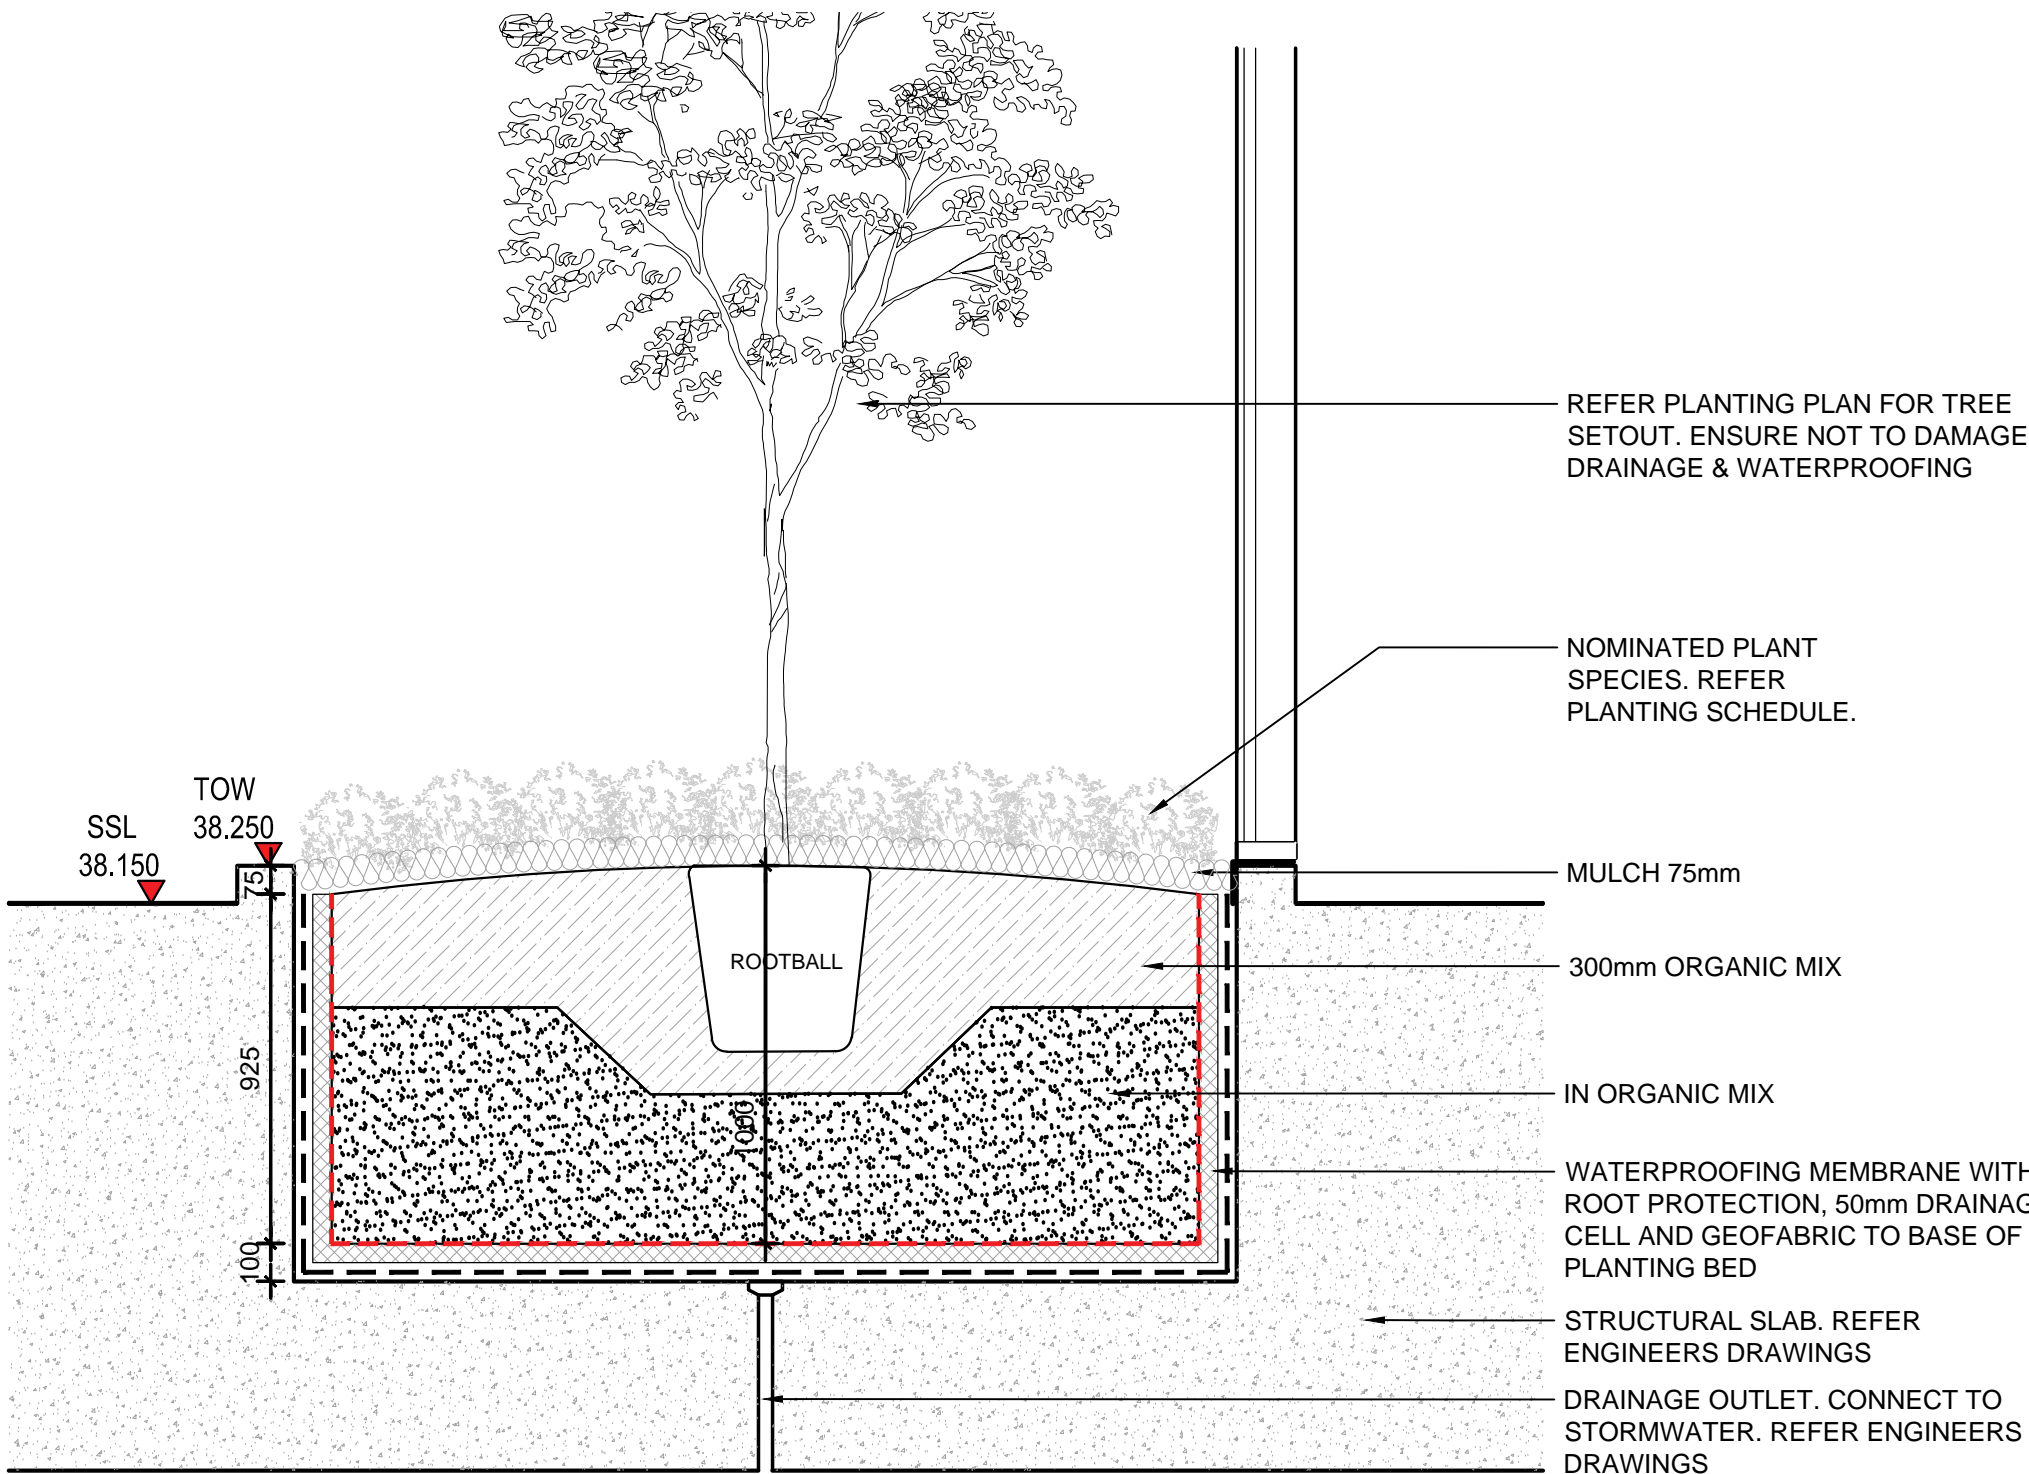 REFER PLANTING PLAN FOR TREE
SETOUT. ENSURE NOT TO DAMAGE
DRAINAGE & WATERPROOFING
NOMINATED PLANT
SPECIES. REFER
PLANTING SCHEDULE.
TOW
38.250
SSL
38.150
75
MULCH 75mm
ROOTBALL
300mm ORGANIC MIX
925
1000
IN ORGANIC MIX
WATERPROOFING MEMBRANE WITH
ROOT PROTECTION, 50mm DRAINAG
CELL AND GEOFABRIC TO BASE OF
PLANTING BED
100
STRUCTURAL SLAB. REFER
ENGINEERS DRAWINGS
DRAINAGE OUTLET. CONNECT TO
STORMWATER. REFER ENGINEERS
DRAWINGS